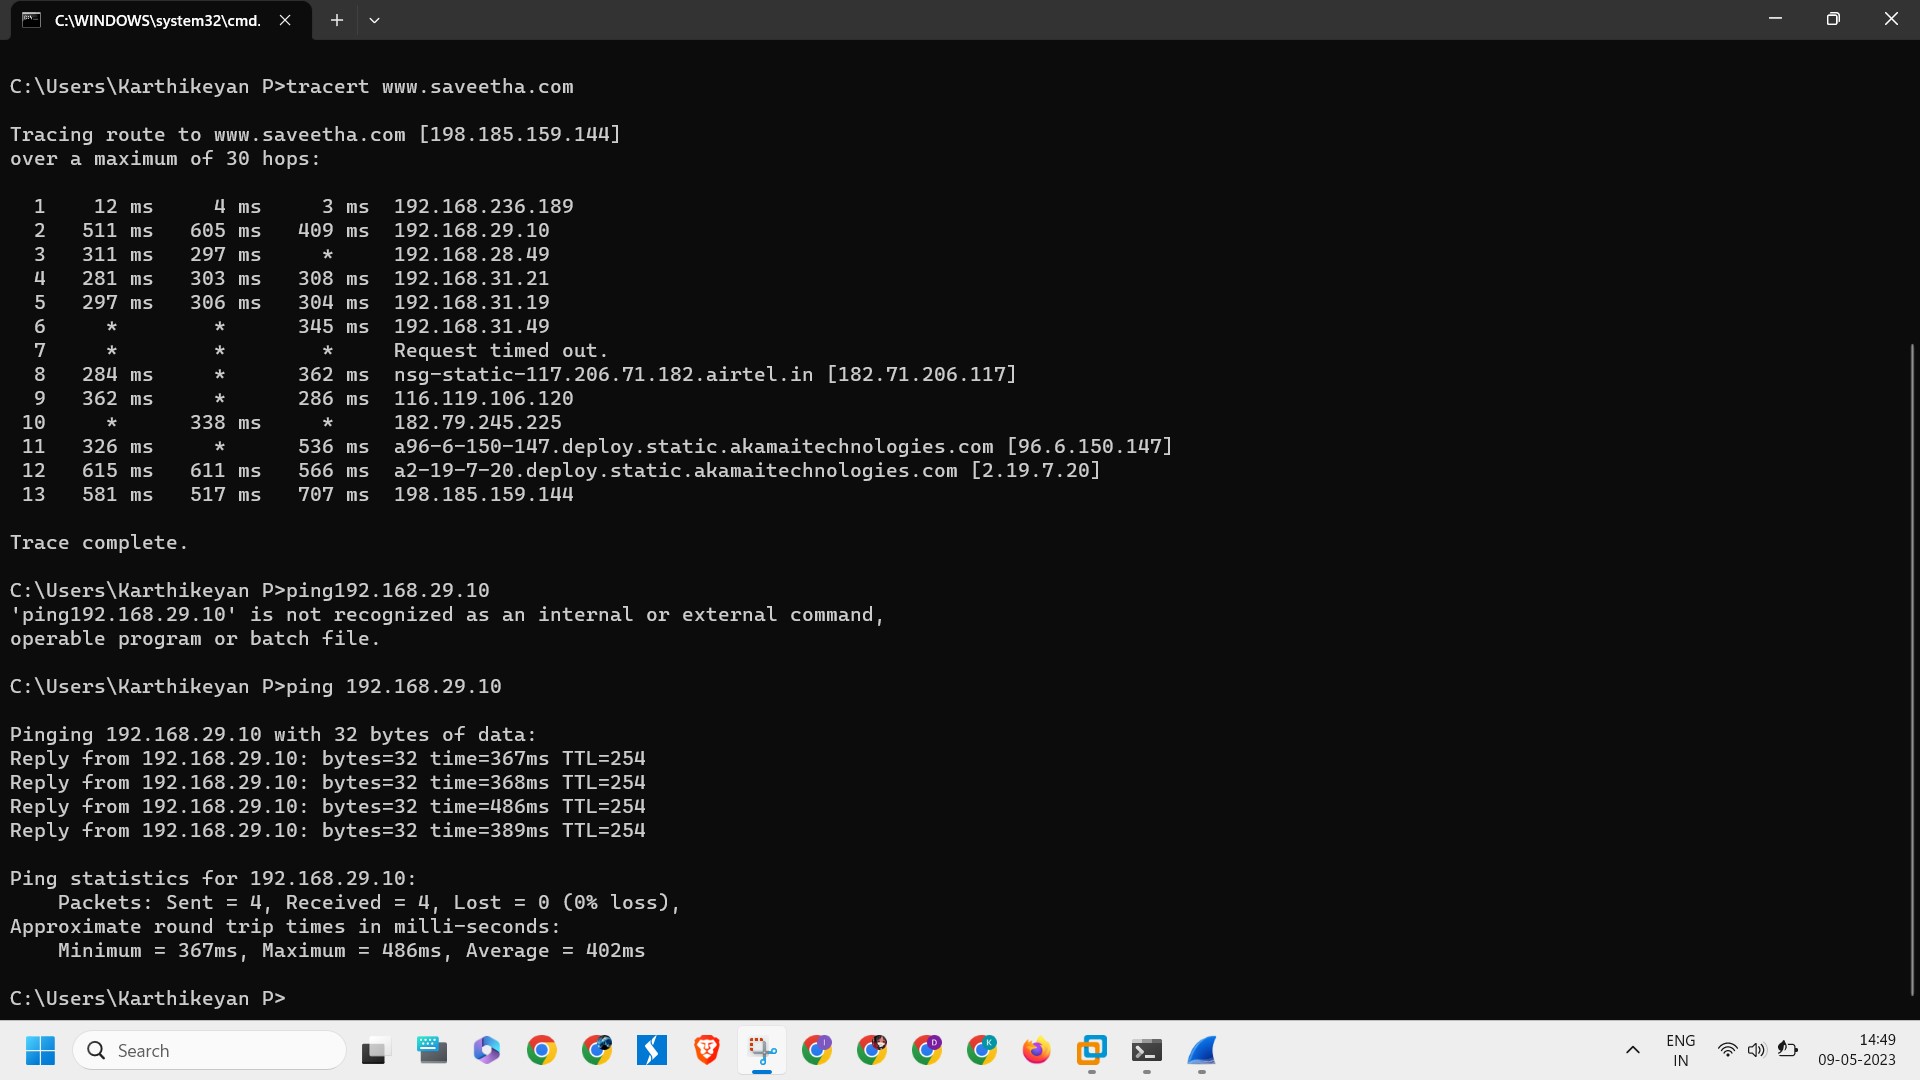 C:\WINDOWS\system32\cmd.
C:\Users\Karthikeyan P>tracert www.saveetha.com
Tracing route to www.saveetha.com [198.185.159.144]
over a maximum of 30 hops:
1 12 ms 4 ms 3 ms 192.168.236.189
2 511 ms 605 ms 409 ms 192.168.29.10
3 311 ms 297 ms * 192.168.28.49
4 281 ms 303 ms 308 ms 192.168.31.21
5 297 ms 306 ms 304 ms 192.168.31.19
6 * * 345 ms 192.168.31.49
7 * * * Request timed out.
8 284 ms * 362 ms nsg-static-117.206.71.182.airtel.in [182.71.206.117]
9 362 ms * 286 ms 116.119.106.120
10 * 338 ms * 182.79.245.225
11 326 ms * 536 ms a96-6-150-147.deploy.static.akamaitechnologies.com [96.6.150.147]
12 615 ms 611 ms 566 ms a2-19-7-20.deploy.static.akamaitechnologies.com [2.19.7.20]
13 581 ms 517 ms 707 ms 198.185.159.144
Trace complete.
C:\Users\Karthikeyan P>ping192.168.29.10
'ping192.168.29.10' is not recognized as an internal or external command,
operable program or batch file.
C:\Users\Karthikeyan P>ping 192.168.29.10
Pinging 192.168.29.10 with 32 bytes of data:
Reply from 192.168.29.10: bytes=32 time=367ms TTL=254
Reply from 192.168.29.10: bytes=32 time=368ms TTL=254
Reply from 192.168.29.10: bytes=32 time=486ms TTL=254
Reply from 192.168.29.10: bytes=32 time=389ms TTL=254
Ping statistics for 192.168.29.10:
Packets: Sent = 4, Received = 4, Lost = 0 (0% loss),
Approximate round trip times in milli-seconds:
Minimum = 367ms, Maximum = 486ms, Average = 402ms
C:\Users\Karthikeyan P>
Search
ENG
IN
14:49
09-05-2023